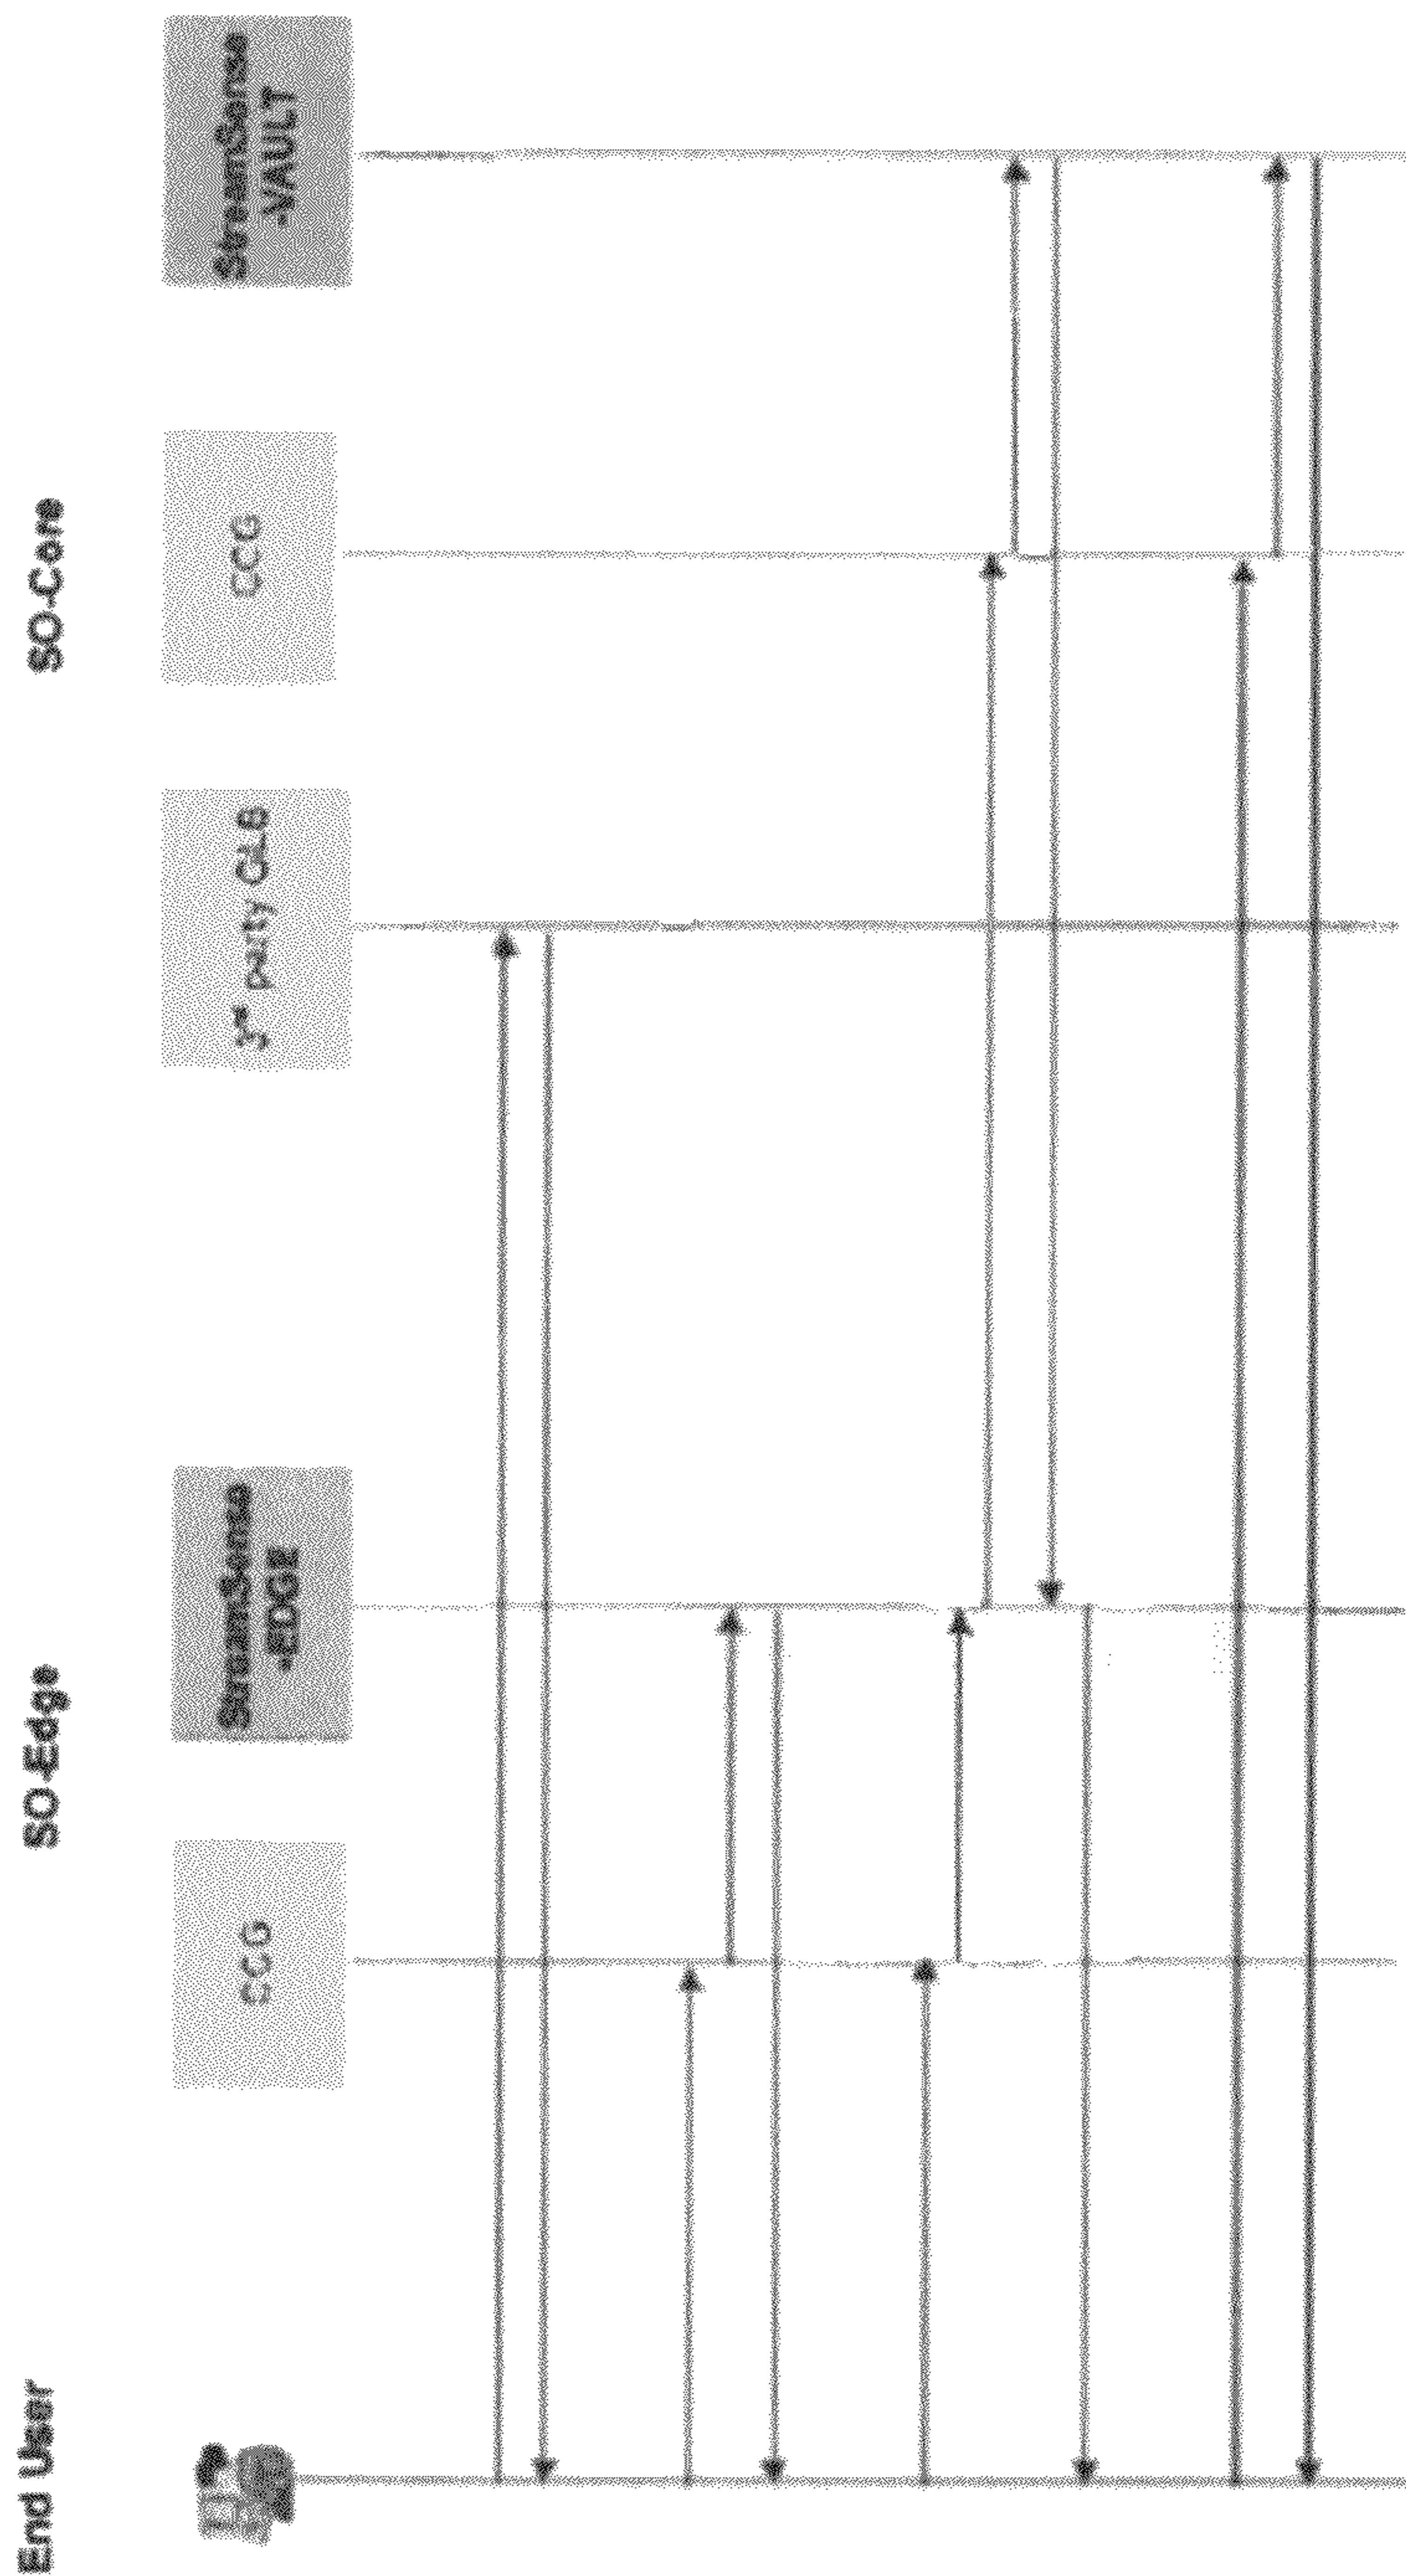 End User
SO-Edge
SO-Core
CCG
StreamSense
-EDGE
3rd party GLB
CCG
StreamSense
-VAULT